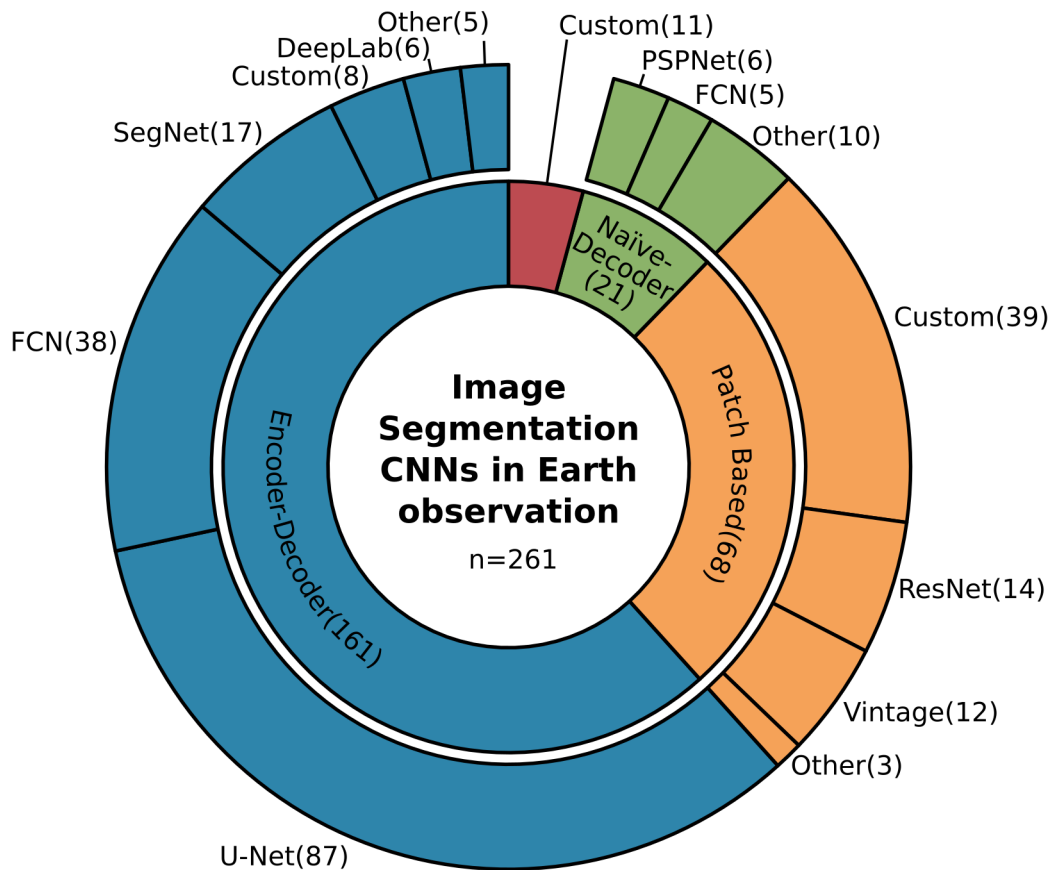 Other(5)
DeepLab(6)
Custom(8)
SegNet(17)
FCN(38)
U-Net(87)
Custom(11)
PSPNet(6)
FCN(5)
Other(10)
Custom(39)
ResNet(14)
Vintage(12)
Other(3)
Naïve-
Decoder
(21)
Patch Based(68)
Encoder-Decoder(161)
Image
Segmentation
CNNs in Earth
observation
n=261